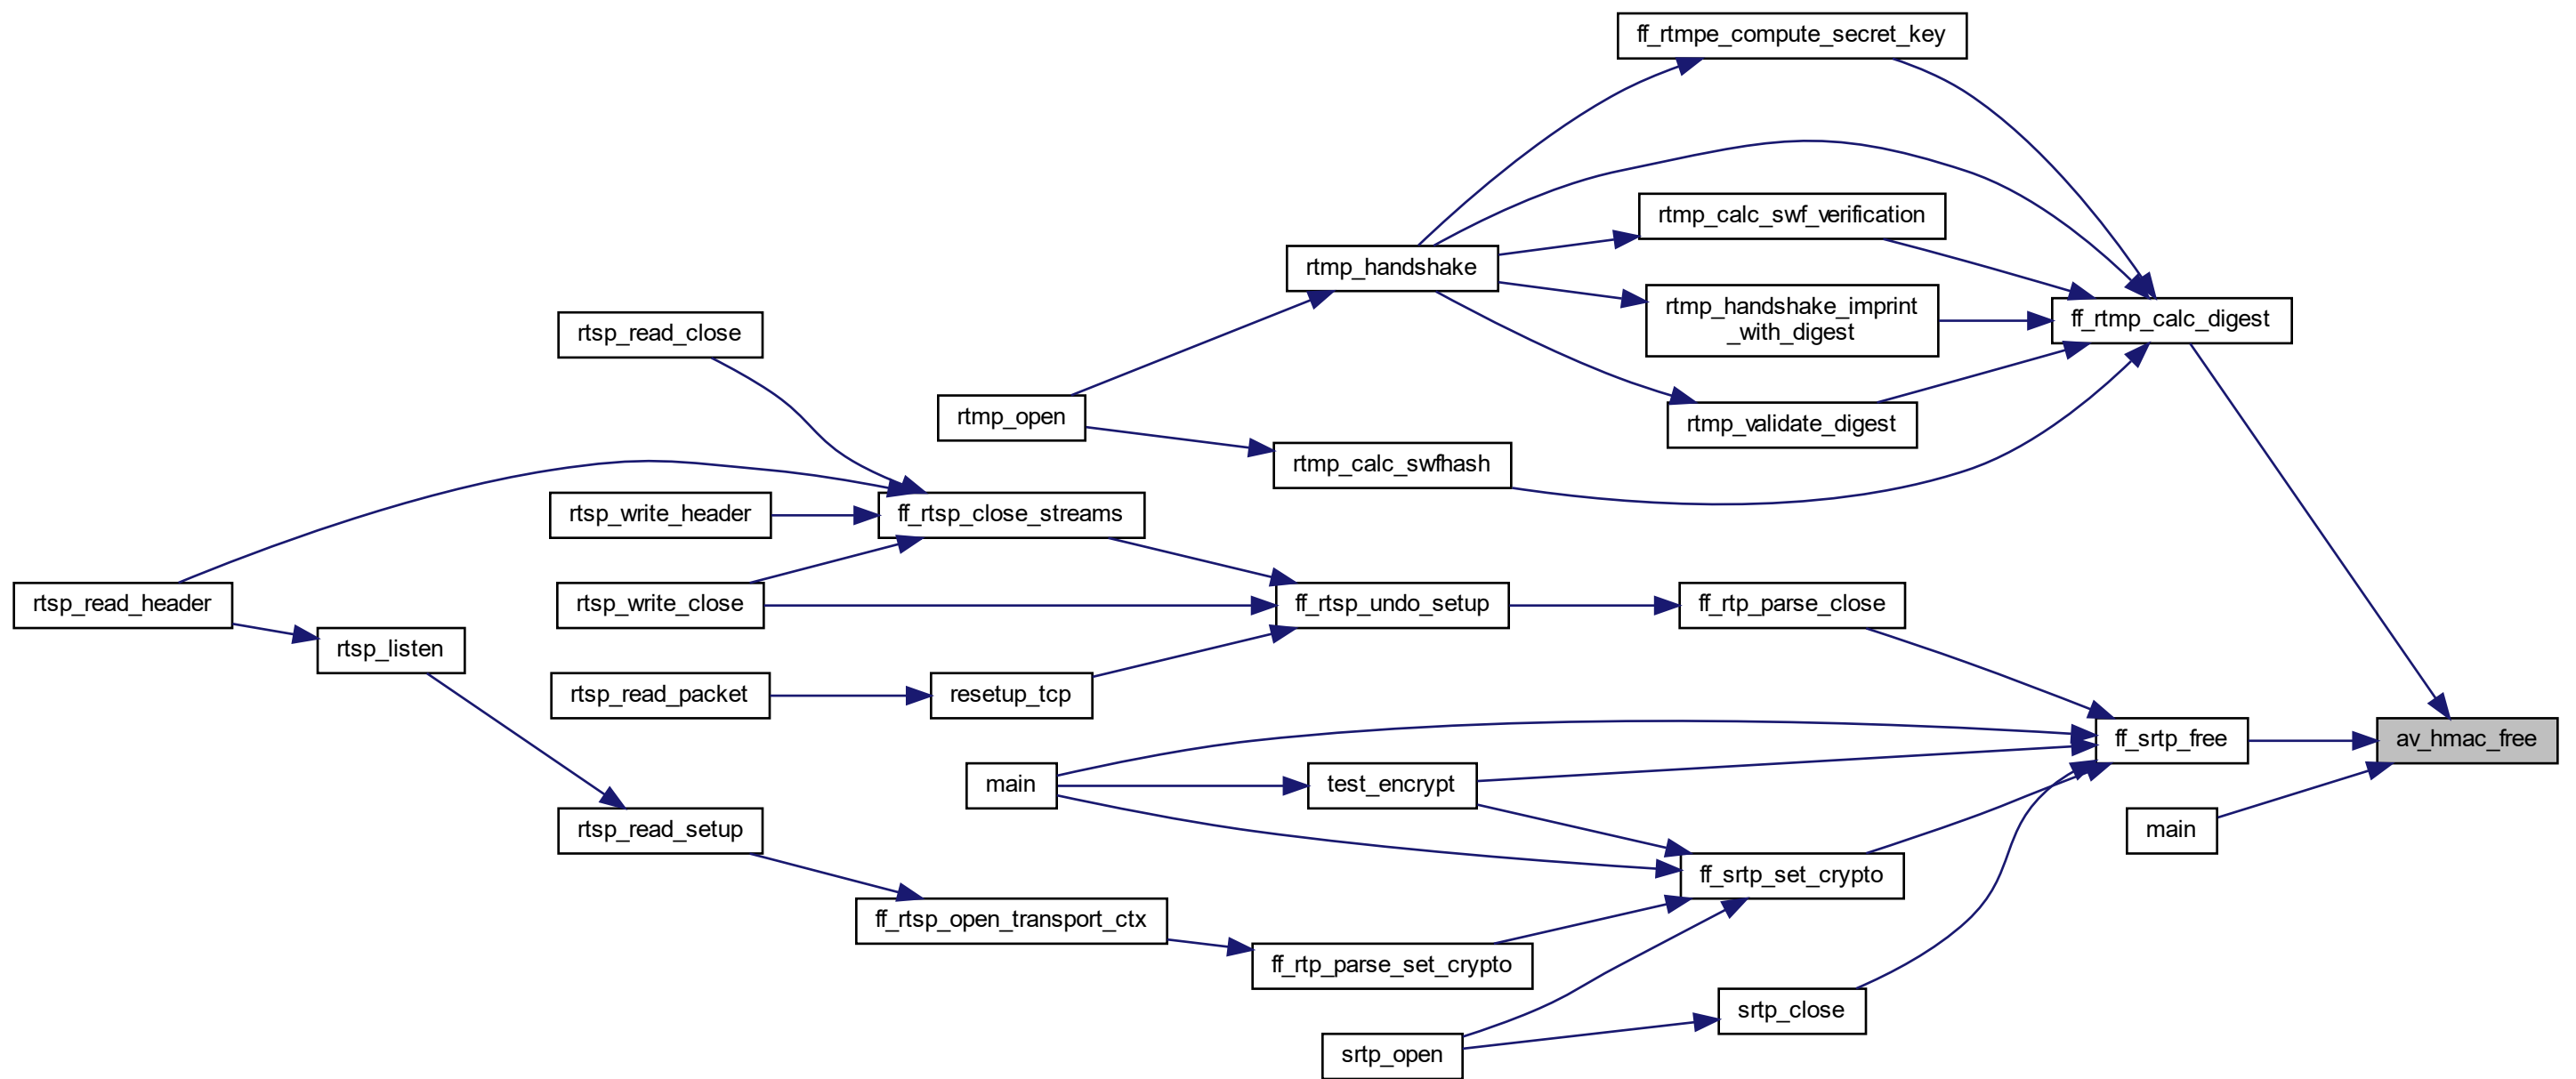 ff_rtmpe_compute_secret_key
rtmp_calc_swf_verification
rtmp_handshake
rtmp_handshake_imprint
_with_digest
ff_rtmp_calc_digest
rtsp_read_close
rtmp_open
rtmp_validate_digest
rtmp_calc_swfhash
rtsp_write_header
ff_rtsp_close_streams
rtsp_read_header
rtsp_write_close
ff_rtsp_undo_setup
ff_rtp_parse_close
rtsp_listen
rtsp_read_packet
resetup_tcp
ff_srtp_free
av_hmac_free
main
test_encrypt
rtsp_read_setup
main
ff_srtp_set_crypto
ff_rtsp_open_transport_ctx
ff_rtp_parse_set_crypto
srtp_close
srtp_open